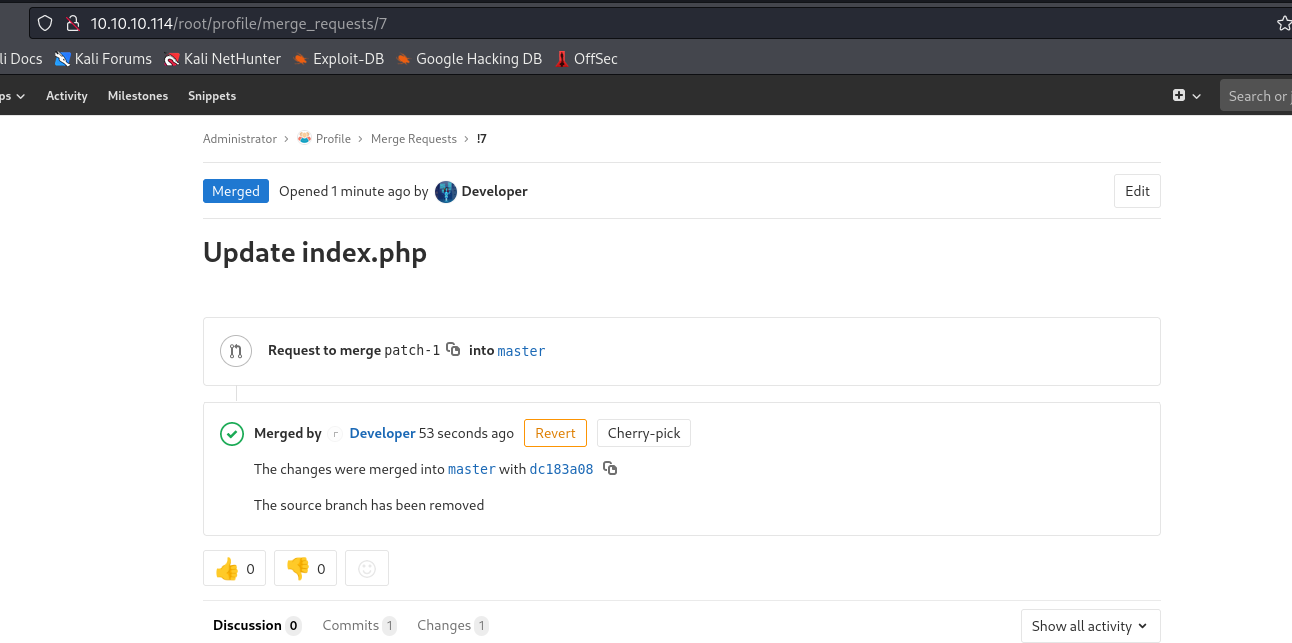 10.10.10.114/root/profile/merge_requests/7
li Docs Kali Forums Kali NetHunter Exploit-DB Google Hacking DB OffSec
ps Activity Milestones Snippets Search or j
Administrator > Profile > Merge Requests > !7
Merged Opened 1 minute ago by Developer Edit
Update index.php
Request to merge patch-1 into master
Merged by r Developer 53 seconds ago Revert Cherry-pick
The changes were merged into master with dc183a08
The source branch has been removed
👍 0 👎 0
Discussion 0 Commits 1 Changes 1 Show all activity